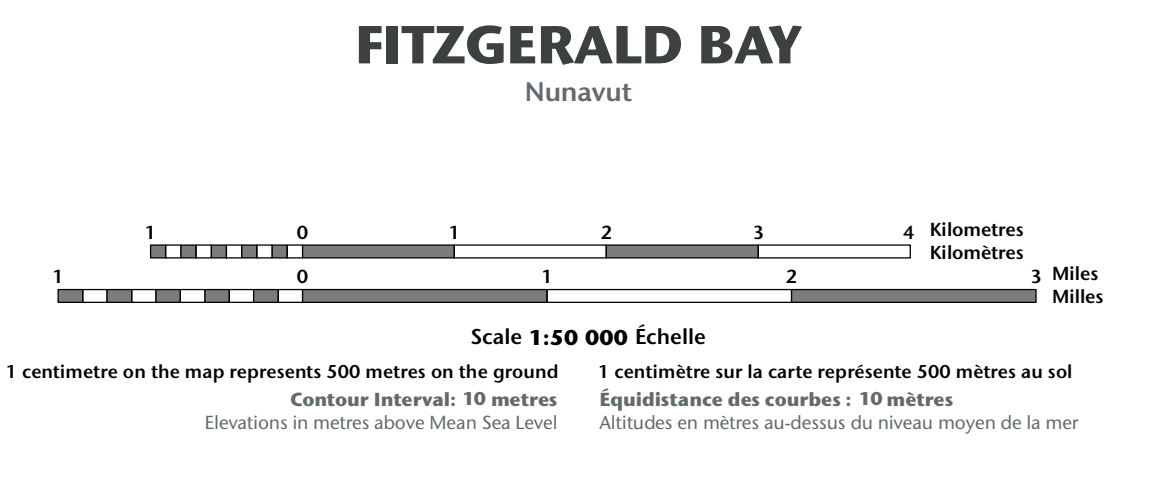 FITZGERALD BAY
Nunavut
1 0 1 2 3 4 Kilometres
Kilomètres
1 0 1 2 3 Miles
Milles
Scale 1:50 000 Échelle
1 centimetre on the map represents 500 metres on the ground
Contour Interval: 10 metres
Elevations in metres above Mean Sea Level
1 centimètre sur la carte représente 500 mètres au sol
Équidistance des courbes : 10 mètres
Altitudes en mètres au-dessus du niveau moyen de la mer